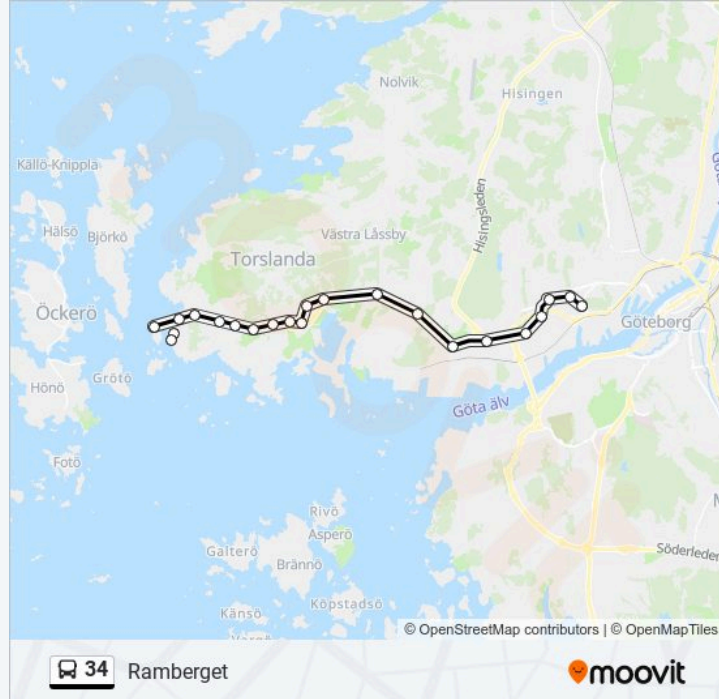 Nolvik
Hisingen
Källö-Knippla
Hisingsleden
Hälsö
Björkö
Västra Låssby
Torslanda
Öckerö
Göteborg
Grötö
Hönö
Göta älv
Fotö
Rivö
Asperö
Galterö
Brännö
Söderleden
Känsö
Köpstadsö
© OpenStreetMap contributors | © OpenMapTiles
34 Ramberget
moovit